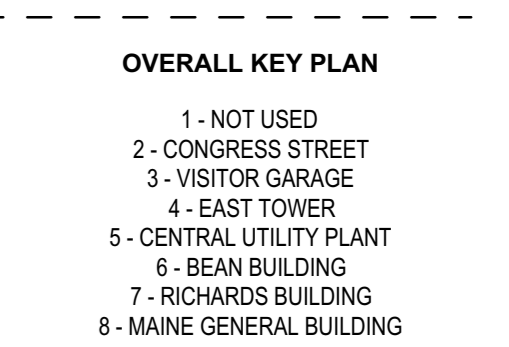 OVERALL KEY PLAN
1 - NOT USED
2 - CONGRESS STREET
3 - VISITOR GARAGE
4 - EAST TOWER
5 - CENTRAL UTILITY PLANT
6 - BEAN BUILDING
7 - RICHARDS BUILDING
8 - MAINE GENERAL BUILDING